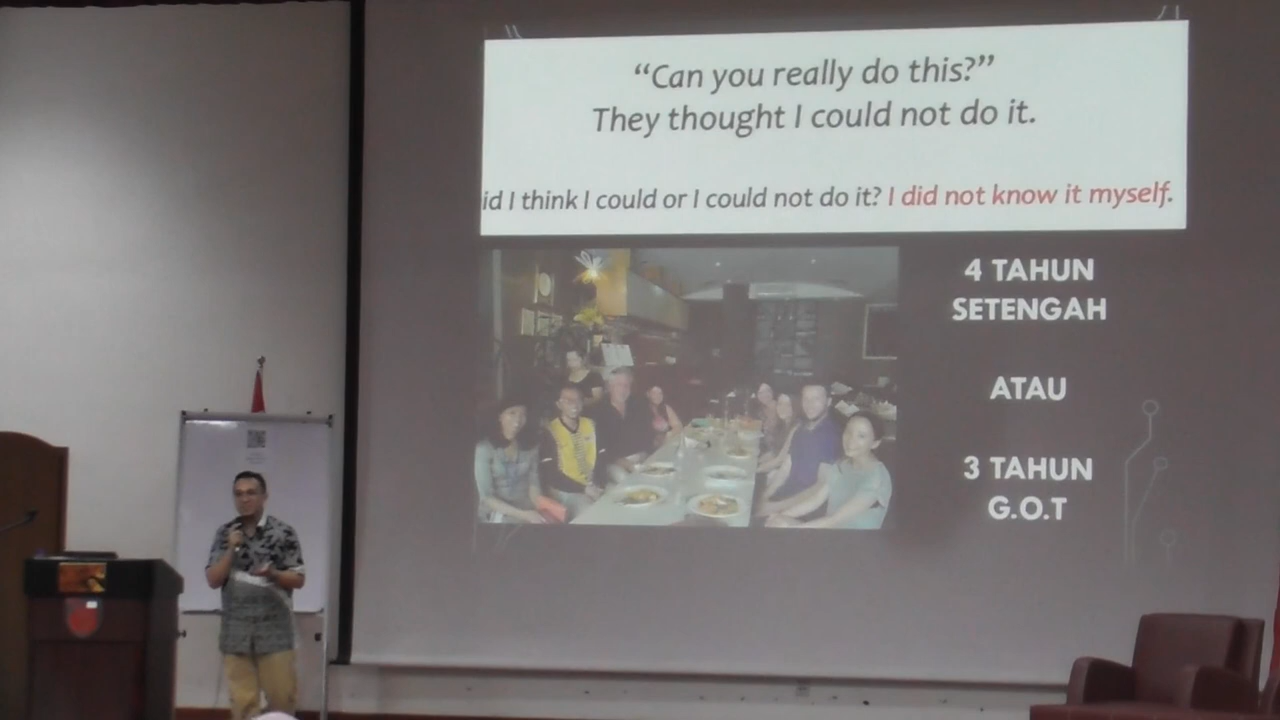 “Can you really do this?”
They thought I could not do it.
id I think I could or I could not do it? I did not know it myself.
4 TAHUN
SETENGAH
ATAU
3 TAHUN
G.O.T